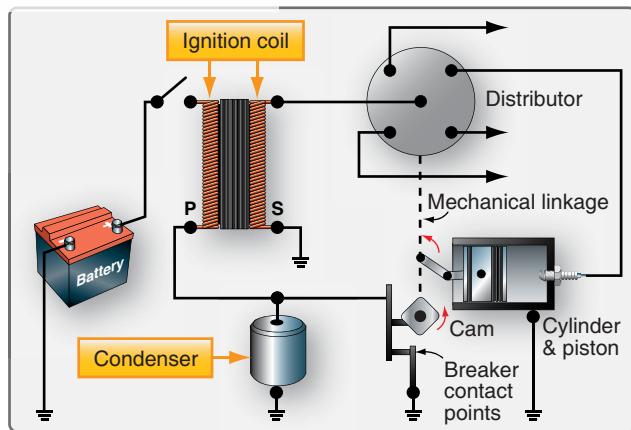 Ignition coil
Distributor
Mechanical linkage
P
S
+
-
Battery
Cam
Cylinder
& piston
Condenser
Breaker
contact
points